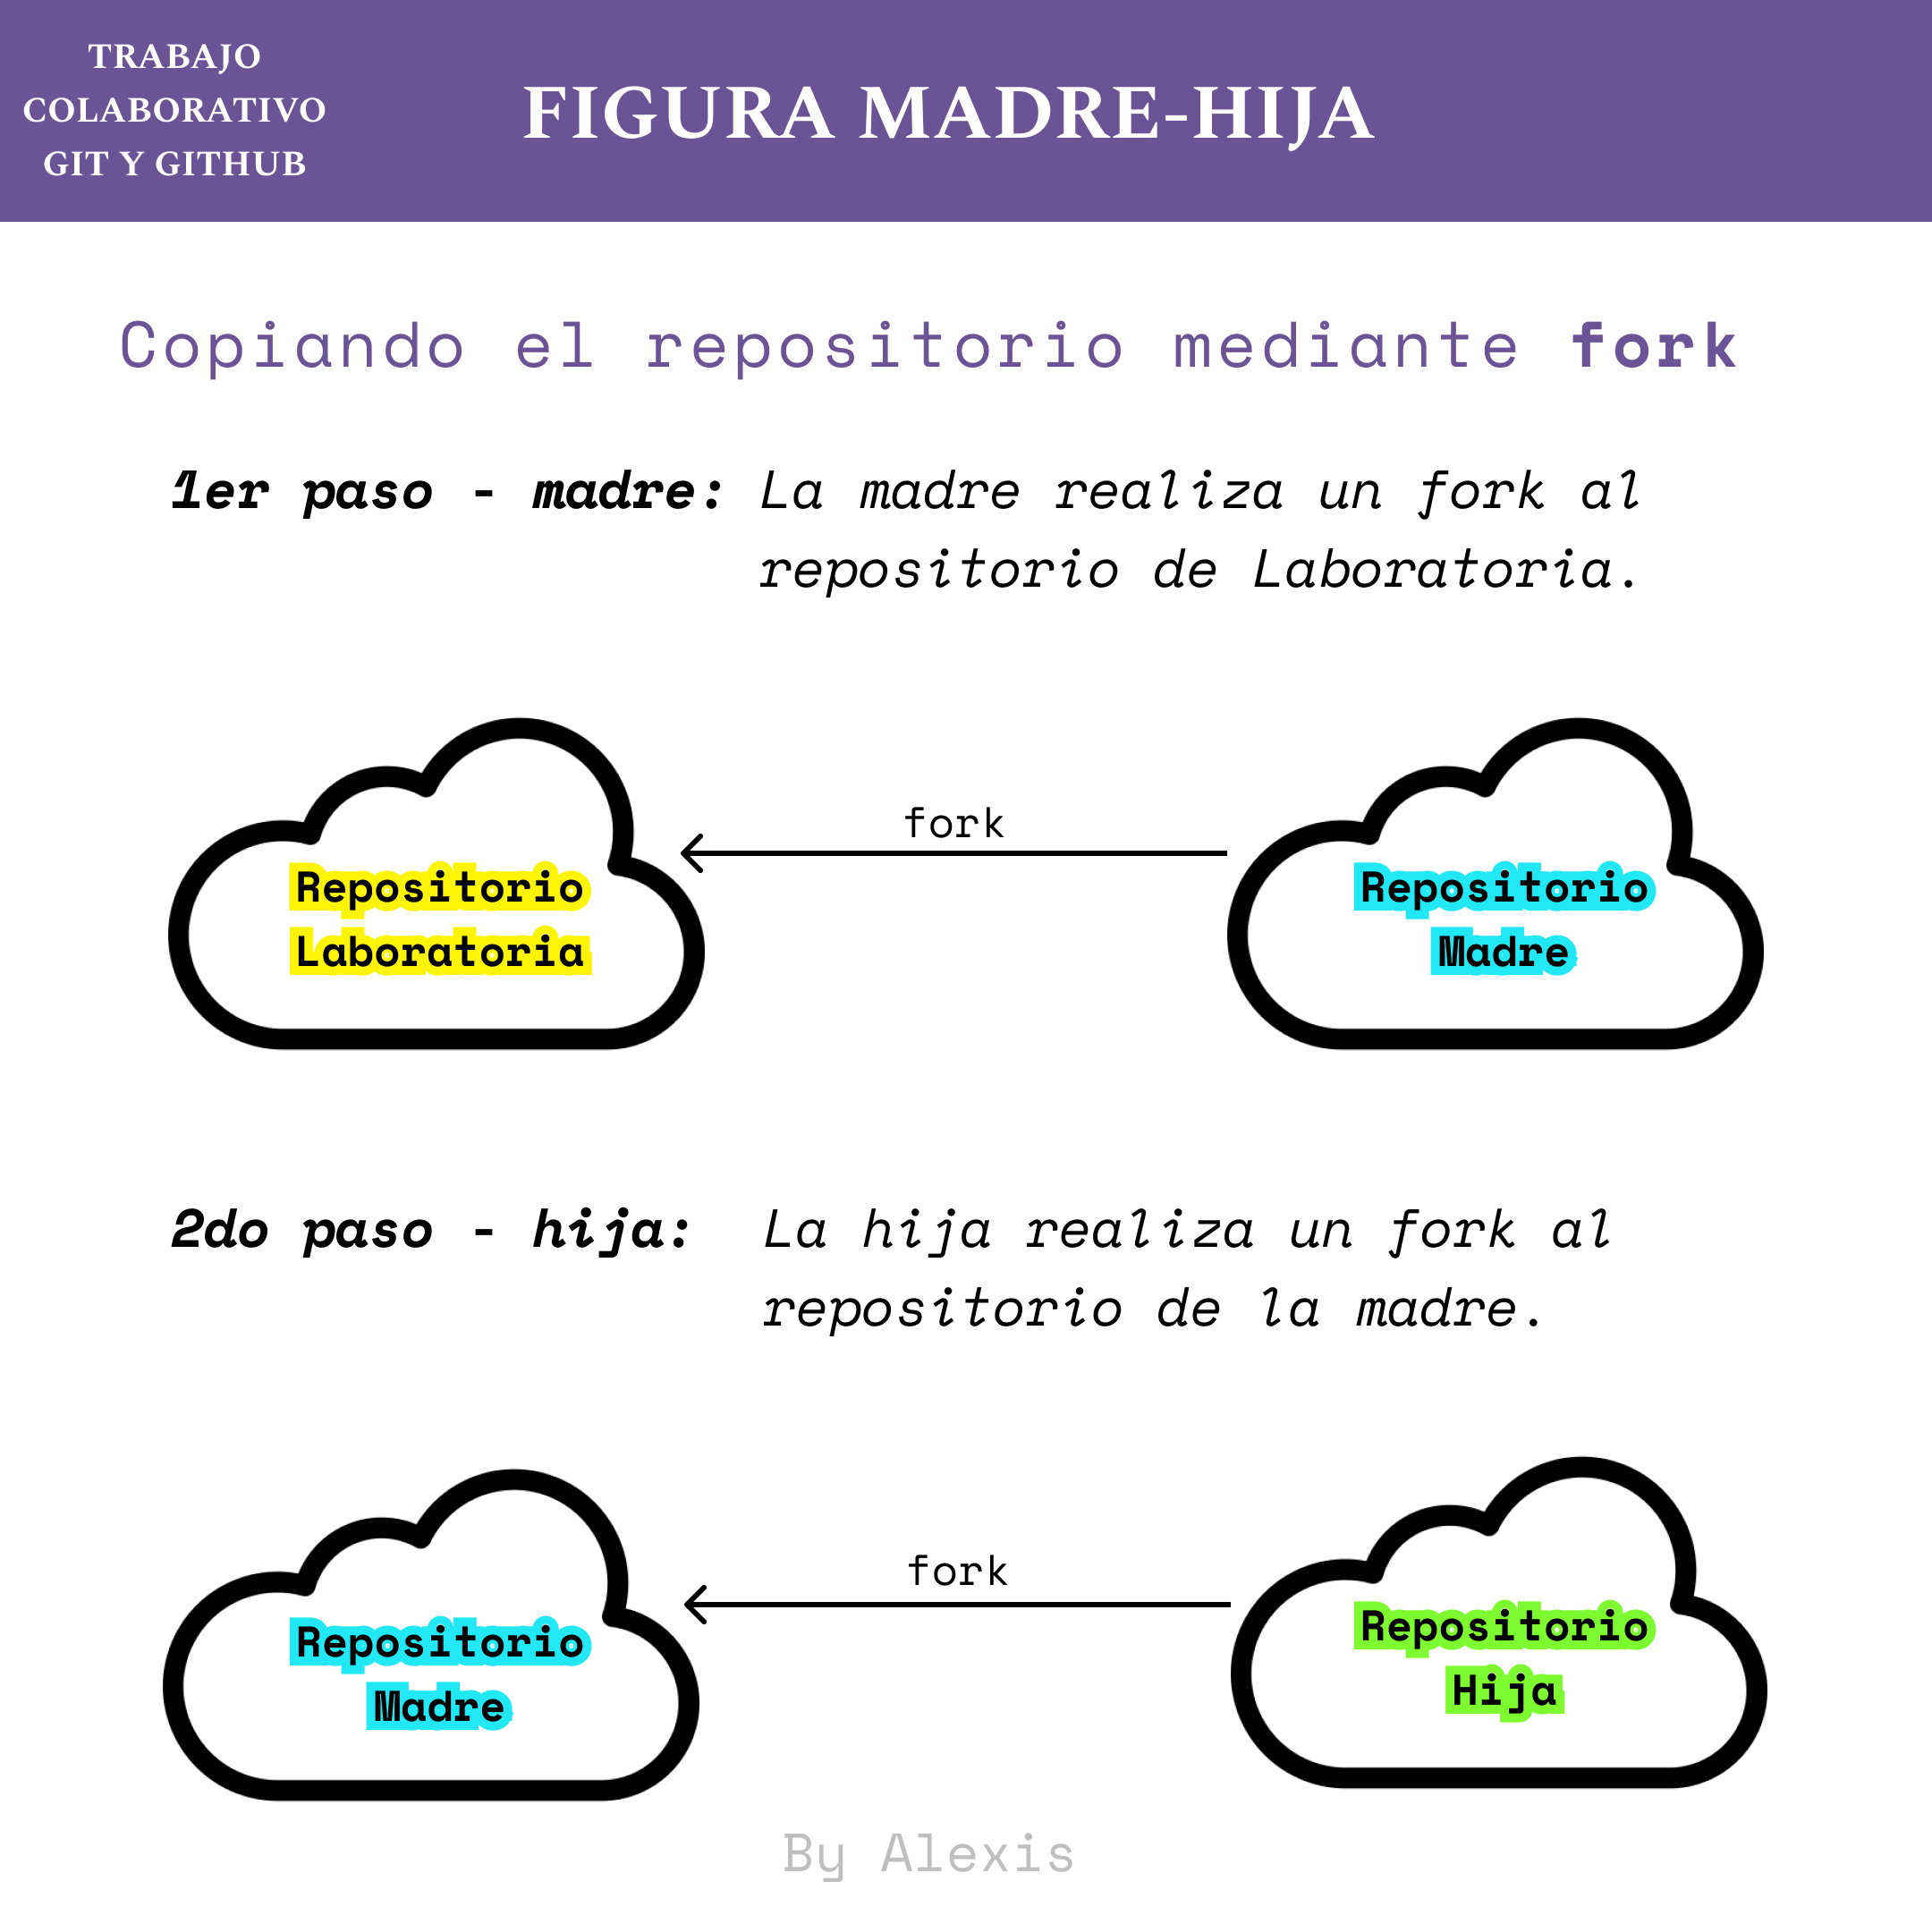 TRABAJO
COLABORATIVO
GIT Y GITHUB
FIGURA MADRE-HIJA
Copiando el repositorio mediante fork
1er paso - madre: La madre realiza un fork al
repositorio de Laboratoria.
fork
Repositorio
Laboratoria
Repositorio
Madre
2do paso - hija: La hija realiza un fork al
repositorio de la madre.
fork
Repositorio
Madre
Repositorio
Hija
By Alexis